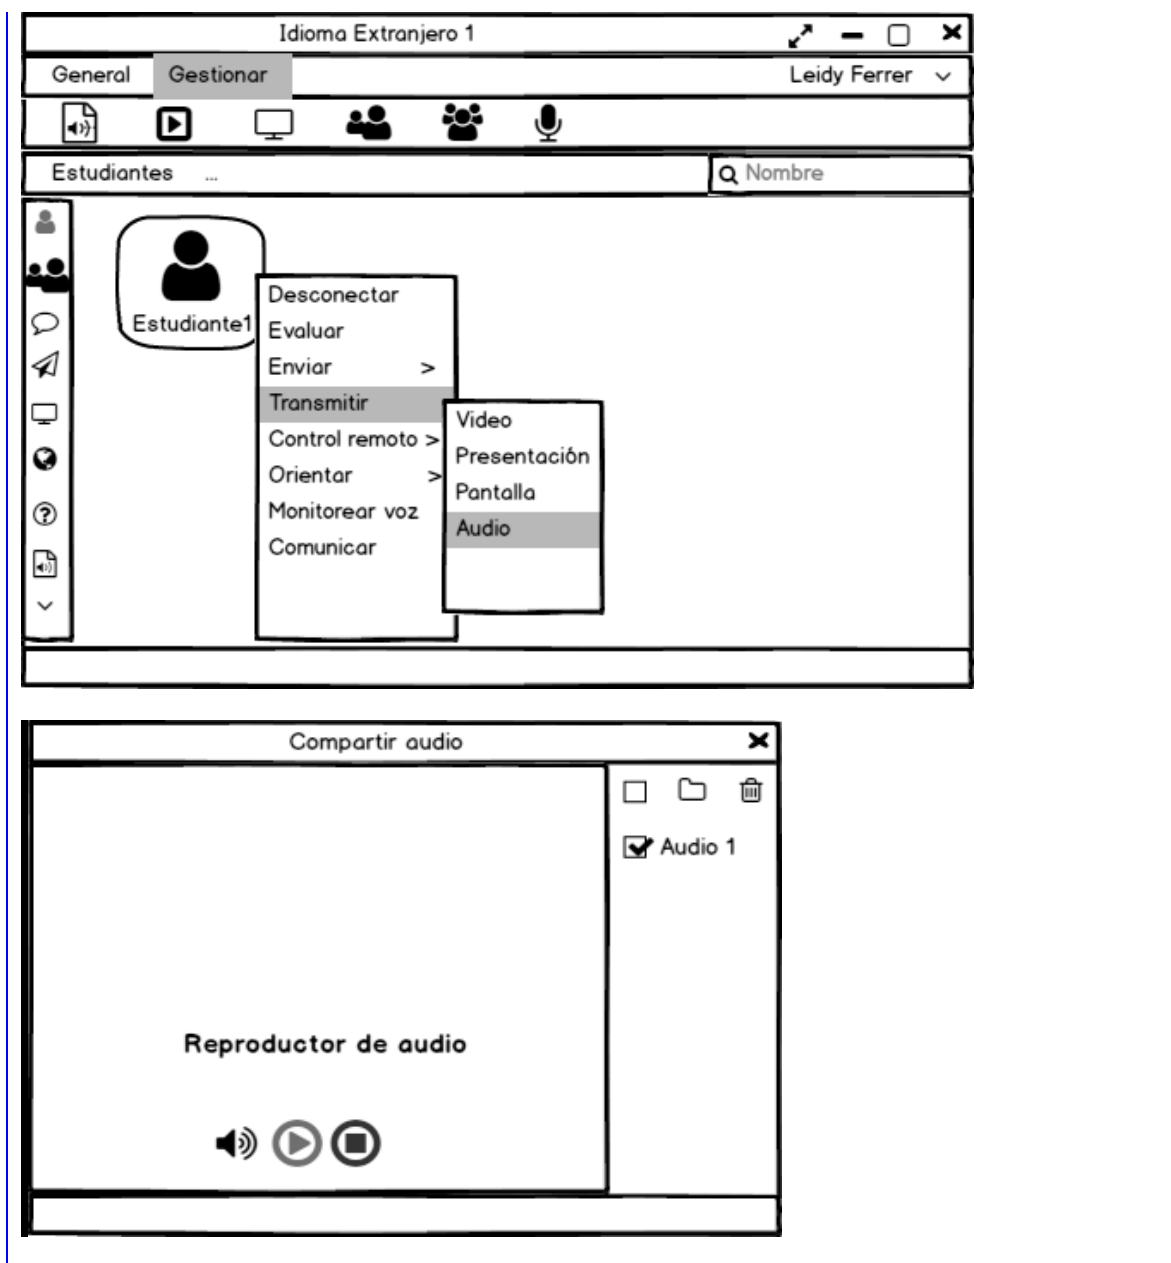 Idioma Extranjero 1
General Gestionar Leidy Ferrer
Estudiantes ... Nombre
Estudiante1
Desconectar
Evaluar
Enviar >
Transmitir
Control remoto >
Orientar >
Monitorear voz
Comunicar
Video
Presentación
Pantalla
Audio
Compartir audio
Audio 1
Reproductor de audio